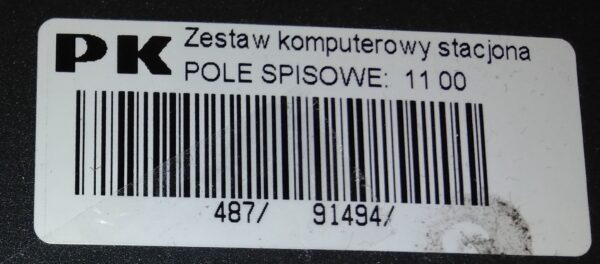 PK Zestaw komputerowy stacjona
POLE SPISOWE: 11 00
487/ 91494/